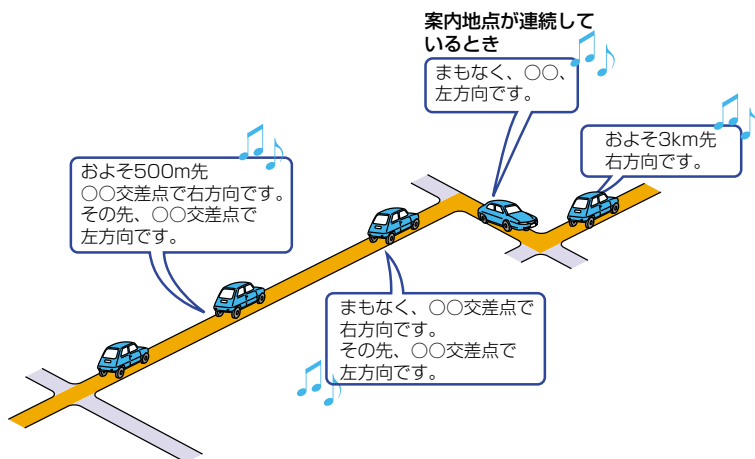 案内地点が連続して
いるとき
まもなく、○○、
左方向です。
およそ3km先
右方向です。
およそ500m先
○○交差点で右方向です。
その先、○○交差点で
左方向です。
まもなく、○○交差点で
右方向です。
その先、○○交差点で
左方向です。